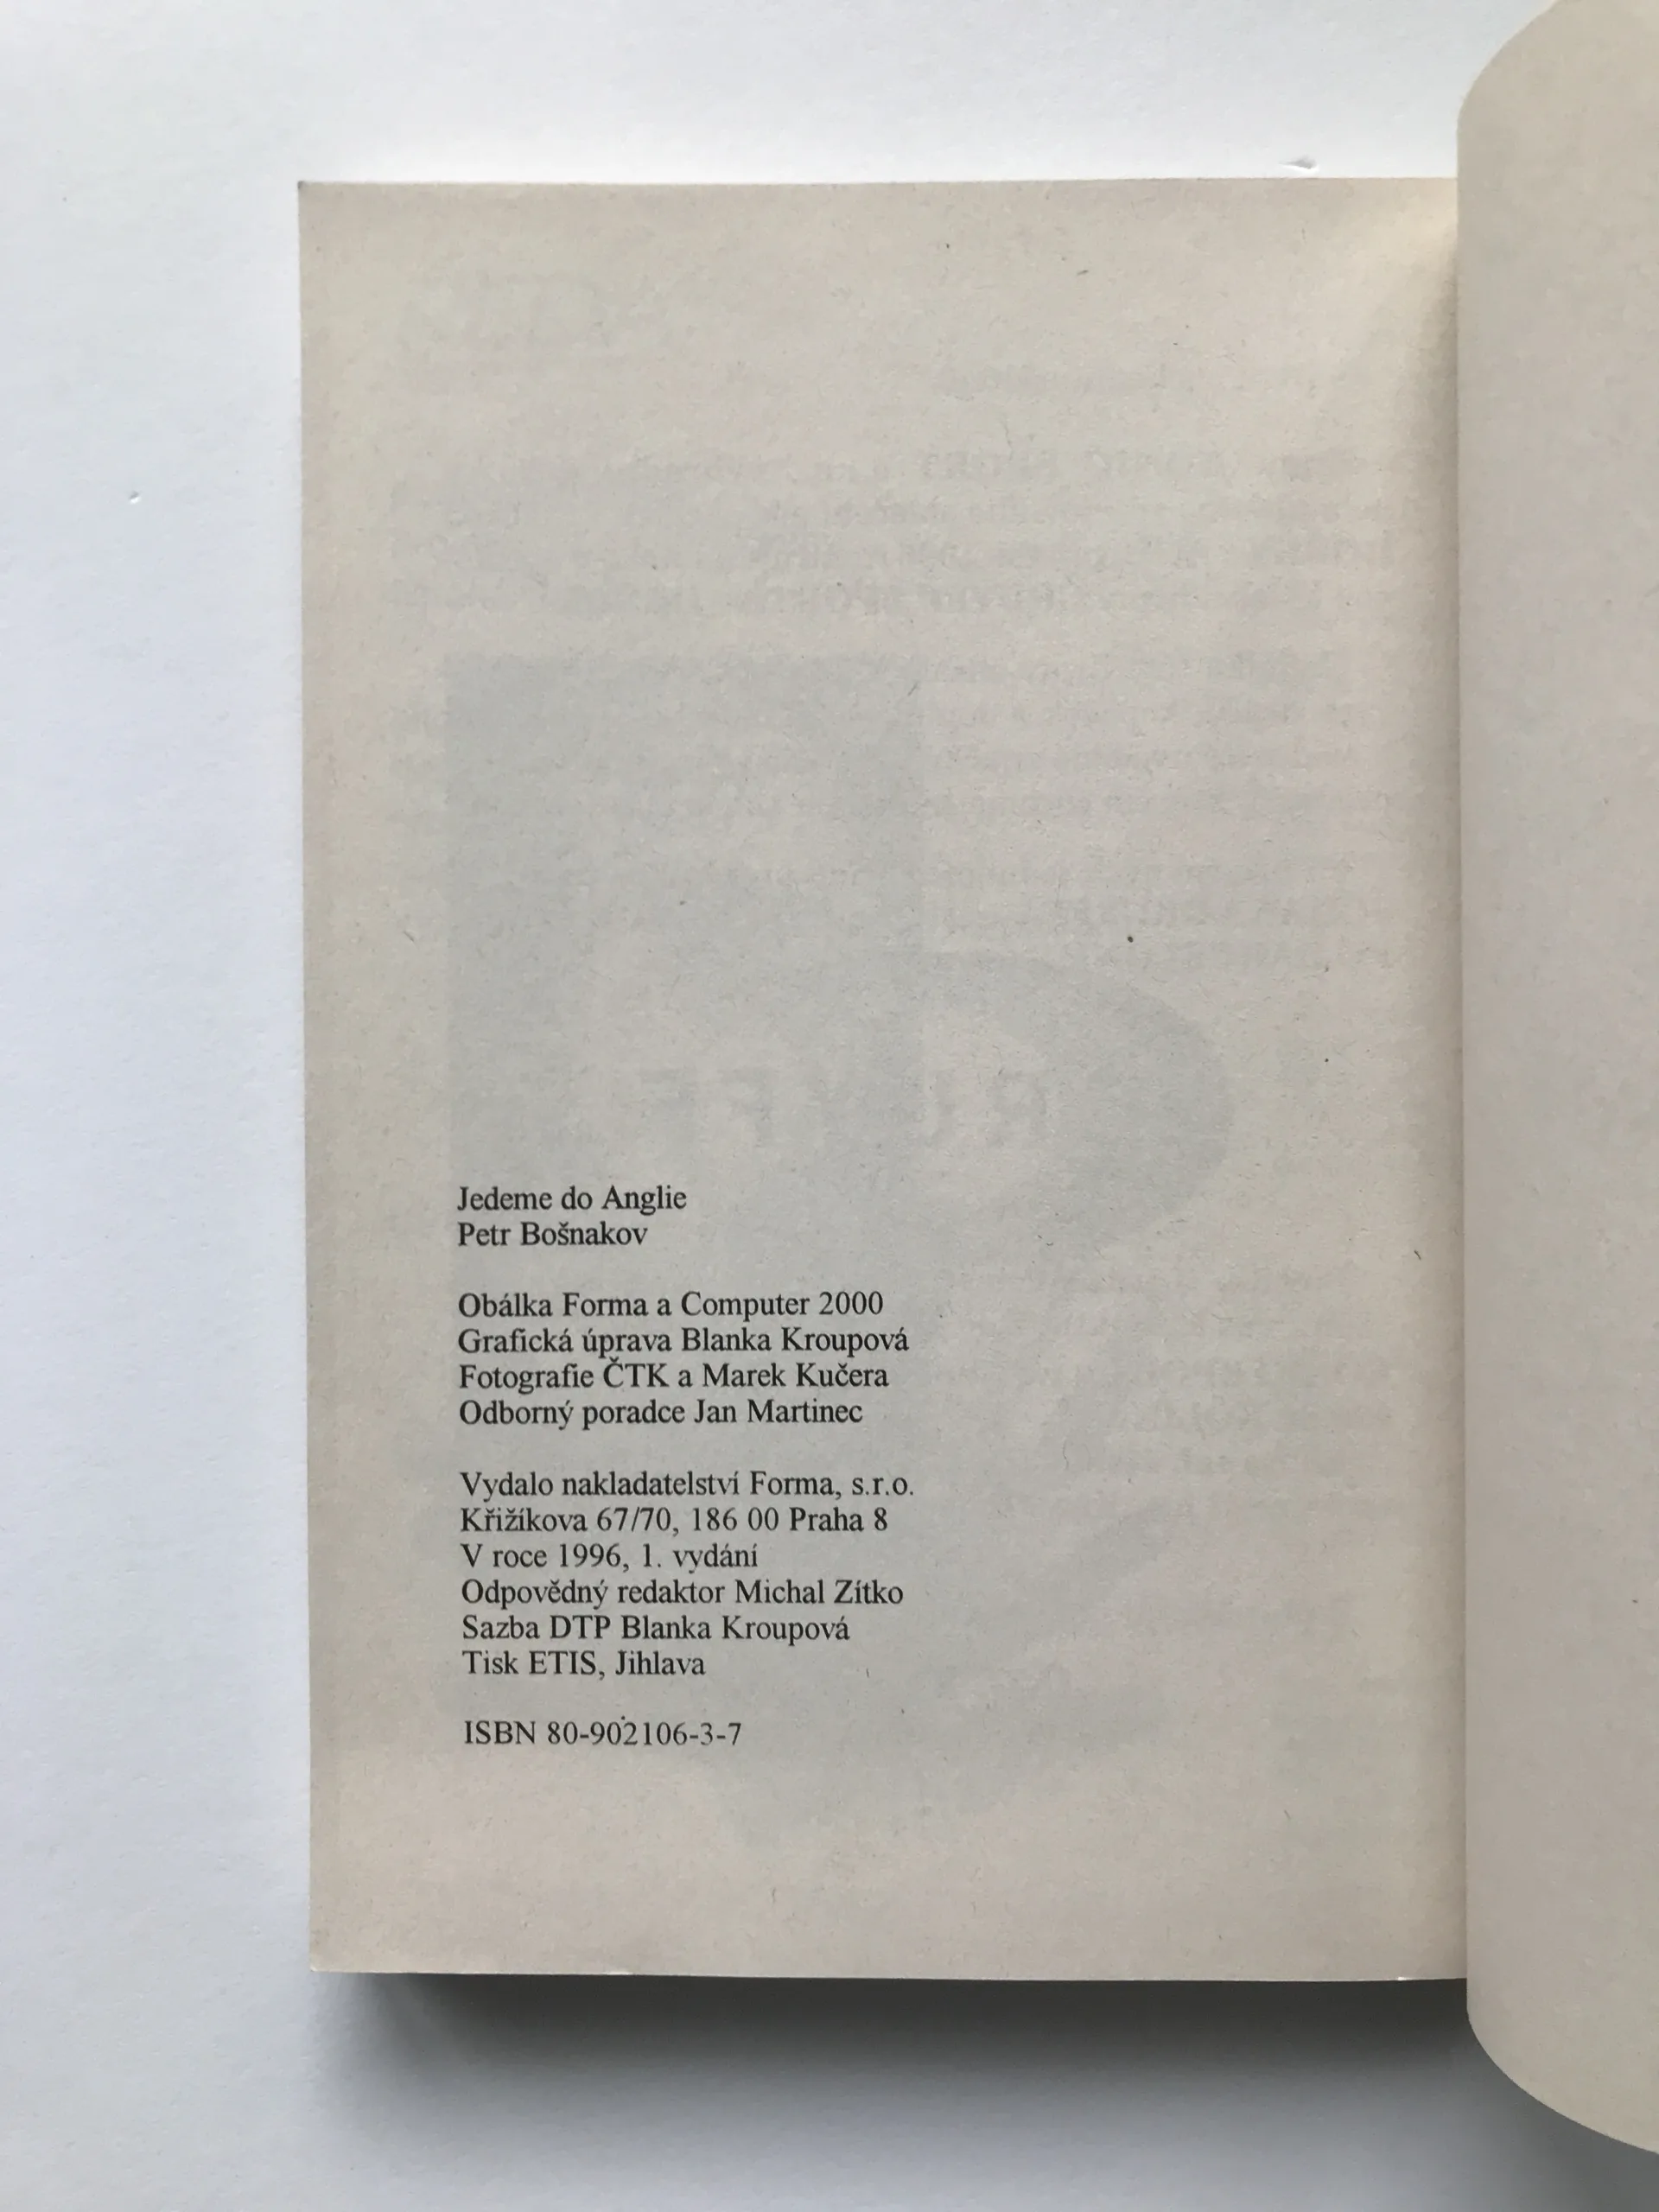 Jedeme do Anglie
Petr Bošnakov
Obálka Forma a Computer 2000
Grafická úprava Blanka Kroupová
Fotografie ČTK a Marek Kučera
Odborný poradce Jan Martinec
Vydalo nakladatelství Forma, s.r.o.
Křižíkova 67/70, 186 00 Praha 8
V roce 1996, 1. vydání
Odpovědný redaktor Michal Zítko
Sazba DTP Blanka Kroupová
Tisk ETIS, Jihlava
ISBN 80-902106-3-7